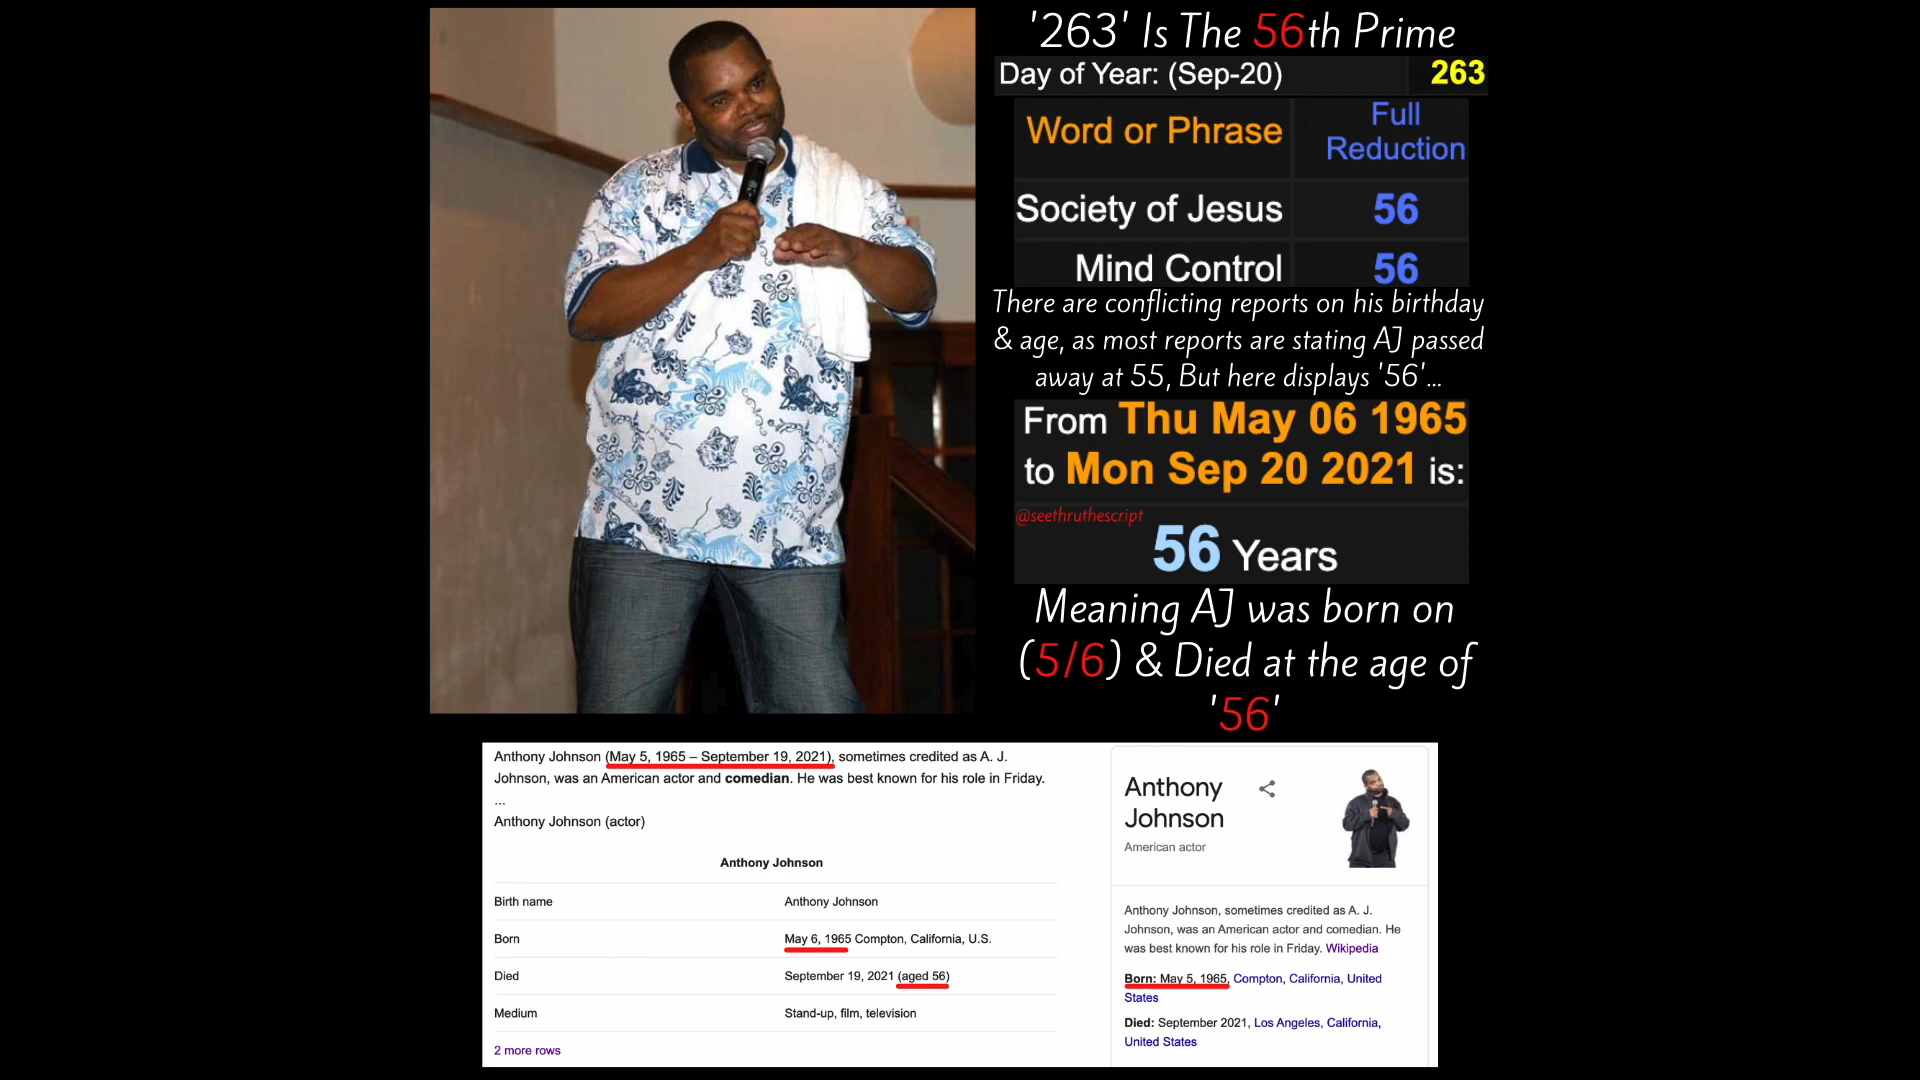 '263' Is The 56th Prime
Day of Year: (Sep-20) 263
Word or Phrase
Full
Reduction
Society of Jesus 56
Mind Control 56
There are conflicting reports on his birthday
& age, as most reports are stating AJ passed
away at 55, But here displays '56'...
From Thu May 06 1965
to Mon Sep 20 2021 is:
@seethruthescript
56 Years
Meaning AJ was born on
(5/6) & Died at the age of
'56'
Anthony Johnson (May 5, 1965 – September 19, 2021), sometimes credited as A. J.
Johnson, was an American actor and comedian. He was best known for his role in Friday.
...
Anthony Johnson (actor)
Anthony Johnson
Birth name Anthony Johnson
Born May 6, 1965 Compton, California, U.S.
Died September 19, 2021 (aged 56)
Medium Stand-up, film, television
2 more rows
Anthony
Johnson
American actor
Anthony Johnson, sometimes credited as A. J.
Johnson, was an American actor and comedian. He
was best known for his role in Friday. Wikipedia
Born: May 5, 1965, Compton, California, United
States
Died: September 2021, Los Angeles, California,
United States